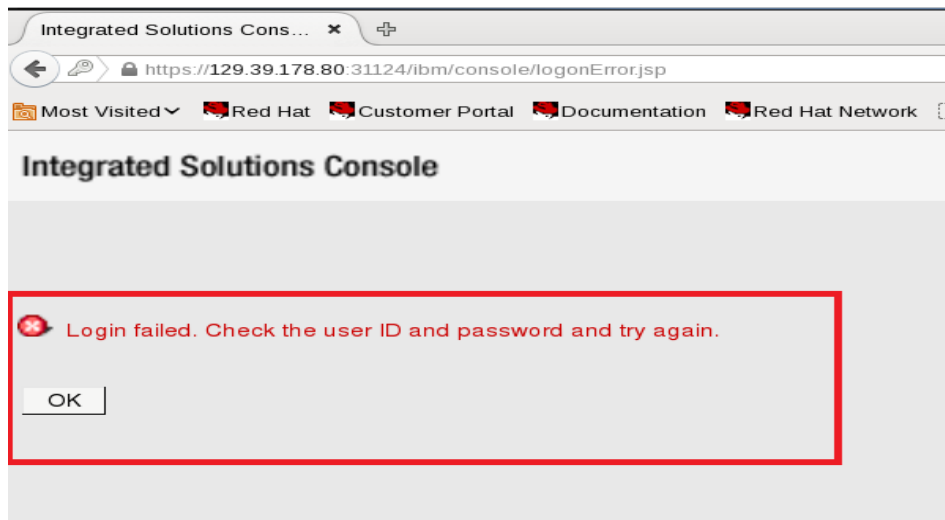 Integrated Solutions Cons...
https://129.39.178.80:31124/ibm/console/logonError.jsp
Most Visited Red Hat Customer Portal Documentation Red Hat Network
Integrated Solutions Console
Login failed. Check the user ID and password and try again.
OK